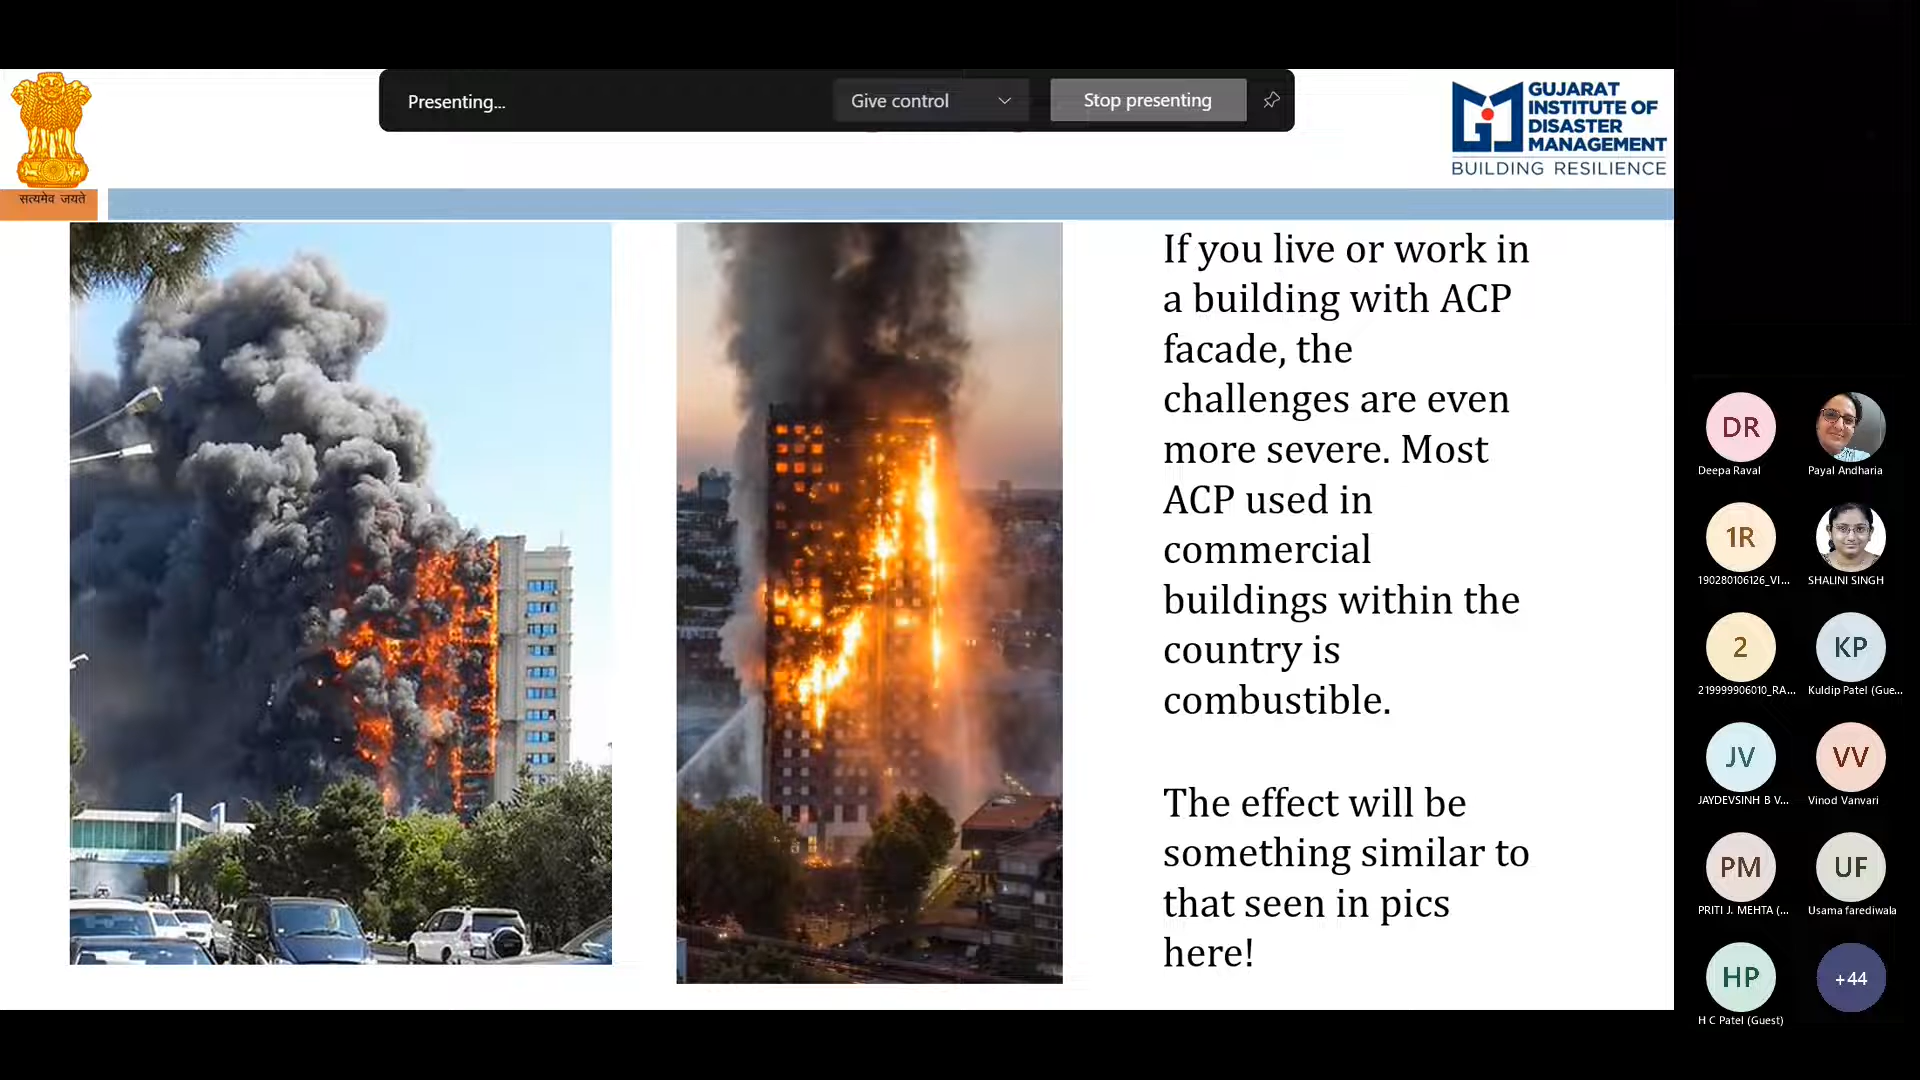 Presenting...
Give control
Stop presenting
GUJARAT
INSTITUTE OF
DISASTER
MANAGEMENT
BUILDING RESILIENCE
सत्यमेव जयते
If you live or work in
a building with ACP
facade, the
challenges are even
more severe. Most
ACP used in
commercial
buildings within the
country is
combustible.
The effect will be
something similar to
that seen in pics
here!
DR
Deepa Raval
Payal Andharia
1R
190280106126_VI...
SHALINI SINGH
2
219999906010_RA...
KP
Kuldip Patel (Gue...
JV
JAYDEVSINH B V...
VV
Vinod Vanvari
PM
PRITI J. MEHTA (...
UF
Usama farediwala
HP
H C Patel (Guest)
+44